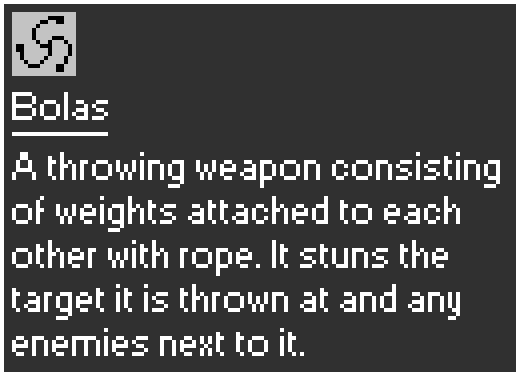 Bolas
A throwing weapon consisting
of weights attached to each
other with rope. It stuns the
target it is thrown at and any
enemies next to it.